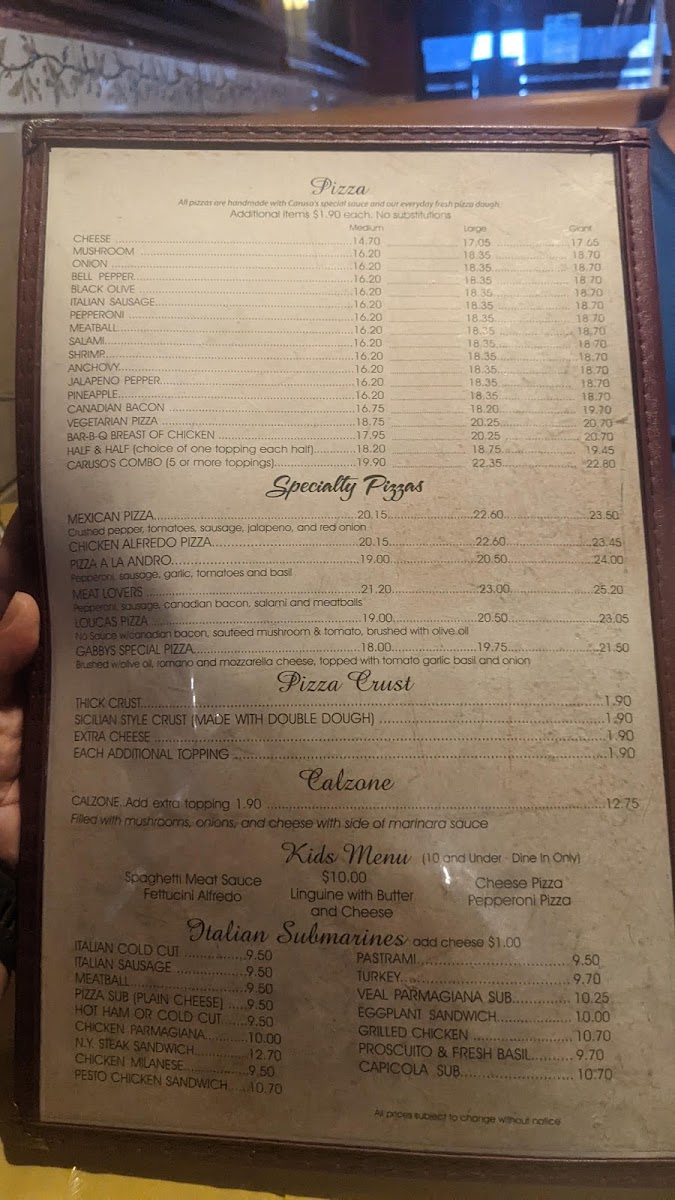 Pizza
All pizzas are handmade with Caruso's special sauce and our everyday fresh pizza dough.
Additional Items $1.90 each. No substitutions
Medium Large Giant
CHEESE 14.70 17.05 17.65
MUSHROOM 16.20 18.35 18.70
ONION 16.20 18.35 18.70
BELL PEPPER 16.20 18.35 18.70
BLACK OLIVE 16.20 18.35 18.70
ITALIAN SAUSAGE 16.20 18.35 18.70
PEPPERONI 16.20 18.35 18.70
MEATBALL 16.20 18.35 18.70
SALAMI 16.20 18.35 18.70
SHRIMP 16.20 18.35 18.70
ANCHOVY 16.20 18.35 18.70
JALAPENO PEPPER 16.20 18.35 18.70
PINEAPPLE 16.20 18.35 18.70
CANADIAN BACON 16.75 18.20 19.70
VEGETARIAN PIZZA 18.75 20.25 20.70
BAR-B-Q BREAST OF CHICKEN 17.95 20.25 20.70
HALF & HALF (choice of one topping each half) 18.20 18.75 19.45
CARUSO'S COMBO (5 or more toppings) 19.90 22.35 22.80
Specialty Pizzas
MEXICAN PIZZA 20.15 22.60 23.50
Crushed pepper, tomatoes, sausage, jalapeno, and red onion
CHICKEN ALFREDO PIZZA 20.15 22.60 23.45
PIZZA A LA ANDRO 19.00 20.50 24.00
Pepperoni, sausage, garlic, tomatoes and basil
MEAT LOVERS 21.20 23.00 25.20
Pepperoni, sausage, canadian bacon, salami and meatballs
LOUCAS PIZZA 19.00 20.50 23.05
No Sauce w/canadian bacon, sauteed mushroom & tomato, brushed with olive oil
GABBYS SPECIAL PIZZA 18.00 19.75 21.50
Brushed w/olive oil, romano and mozzarella cheese, topped with tomato garlic basil and onion
Pizza Crust
THICK CRUST 1.90
SICILIAN STYLE CRUST (MADE WITH DOUBLE DOUGH) 1.90
EXTRA CHEESE 1.90
EACH ADDITIONAL TOPPING 1.90
Calzone
CALZONE. Add extra topping 1.90 12.75
Filled with mushrooms, onions, and cheese with side of marinara sauce
Kids Menu (10 and Under - Dine In Only)
$10.00
Spaghetti Meat Sauce
Fettucini Alfredo
Linguine with Butter
and Cheese
Cheese Pizza
Pepperoni Pizza
Italian Submarines add cheese $1.00
ITALIAN COLD CUT 9.50
ITALIAN SAUSAGE 9.50
MEATBALL 9.50
PIZZA SUB (PLAIN CHEESE) 9.50
HOT HAM OR COLD CUT 9.50
CHICKEN PARMAGIANA 10.00
N.Y. STEAK SANDWICH 12.70
CHICKEN MILANESE 9.50
PESTO CHICKEN SANDWICH 10.70
PASTRAMI 9.50
TURKEY 9.70
VEAL PARMAGIANA SUB 10.25
EGGPLANT SANDWICH 10.00
GRILLED CHICKEN 10.70
PROSCUITO & FRESH BASIL 9.70
CAPICOLA SUB 10.70
All prices subject to change without notice